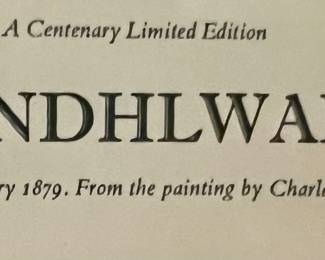 A Centenary Limited Edition
NDHLWA
ry 1879. From the painting by Charl